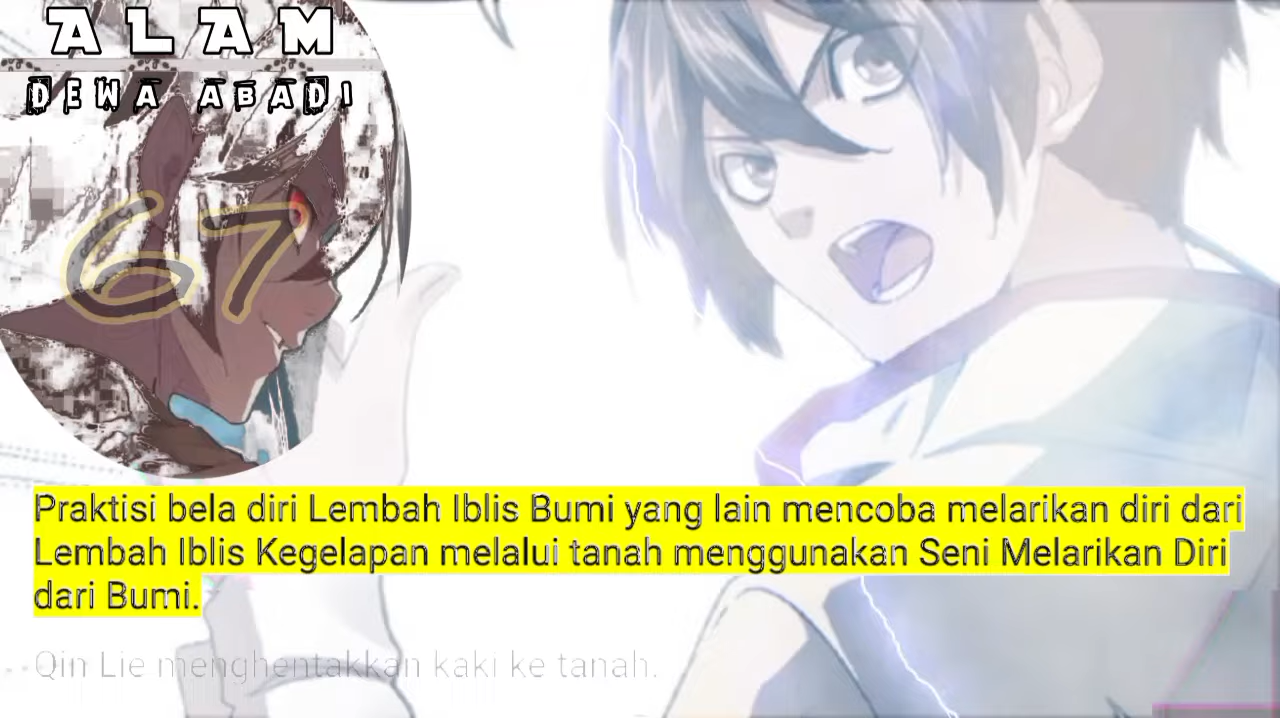 ALAM
DEWA ABADI
67
Praktisi bela diri Lembah Iblis Bumi yang lain mencoba melarikan diri dari
Lembah Iblis Kegelapan melalui tanah menggunakan Seni Melarikan Diri
dari Bumi.
Qin Lie menghentakkan kaki ke tanah.